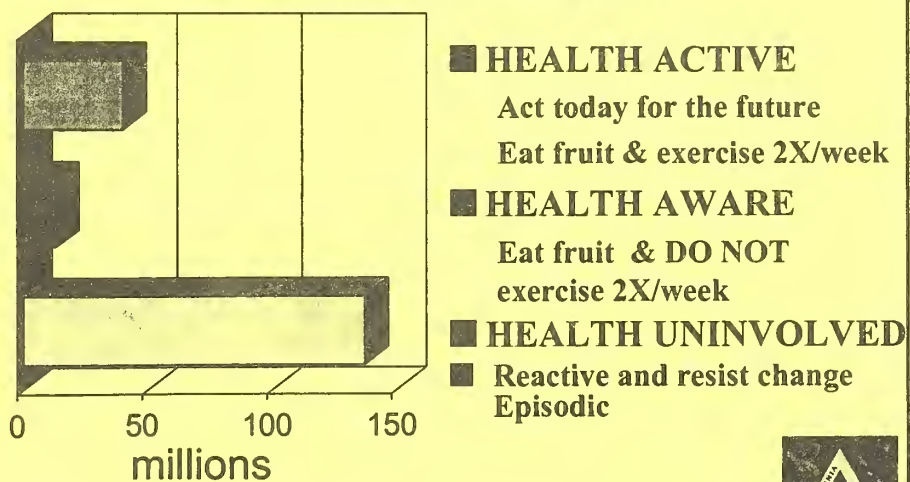 HEALTH ACTIVE
Act today for the future
Eat fruit & exercise 2X/week
HEALTH AWARE
Eat fruit & DO NOT
exercise 2X/week
HEALTH UNINVOLVED
Reactive and resist change
Episodic
0 50 100 150
millions